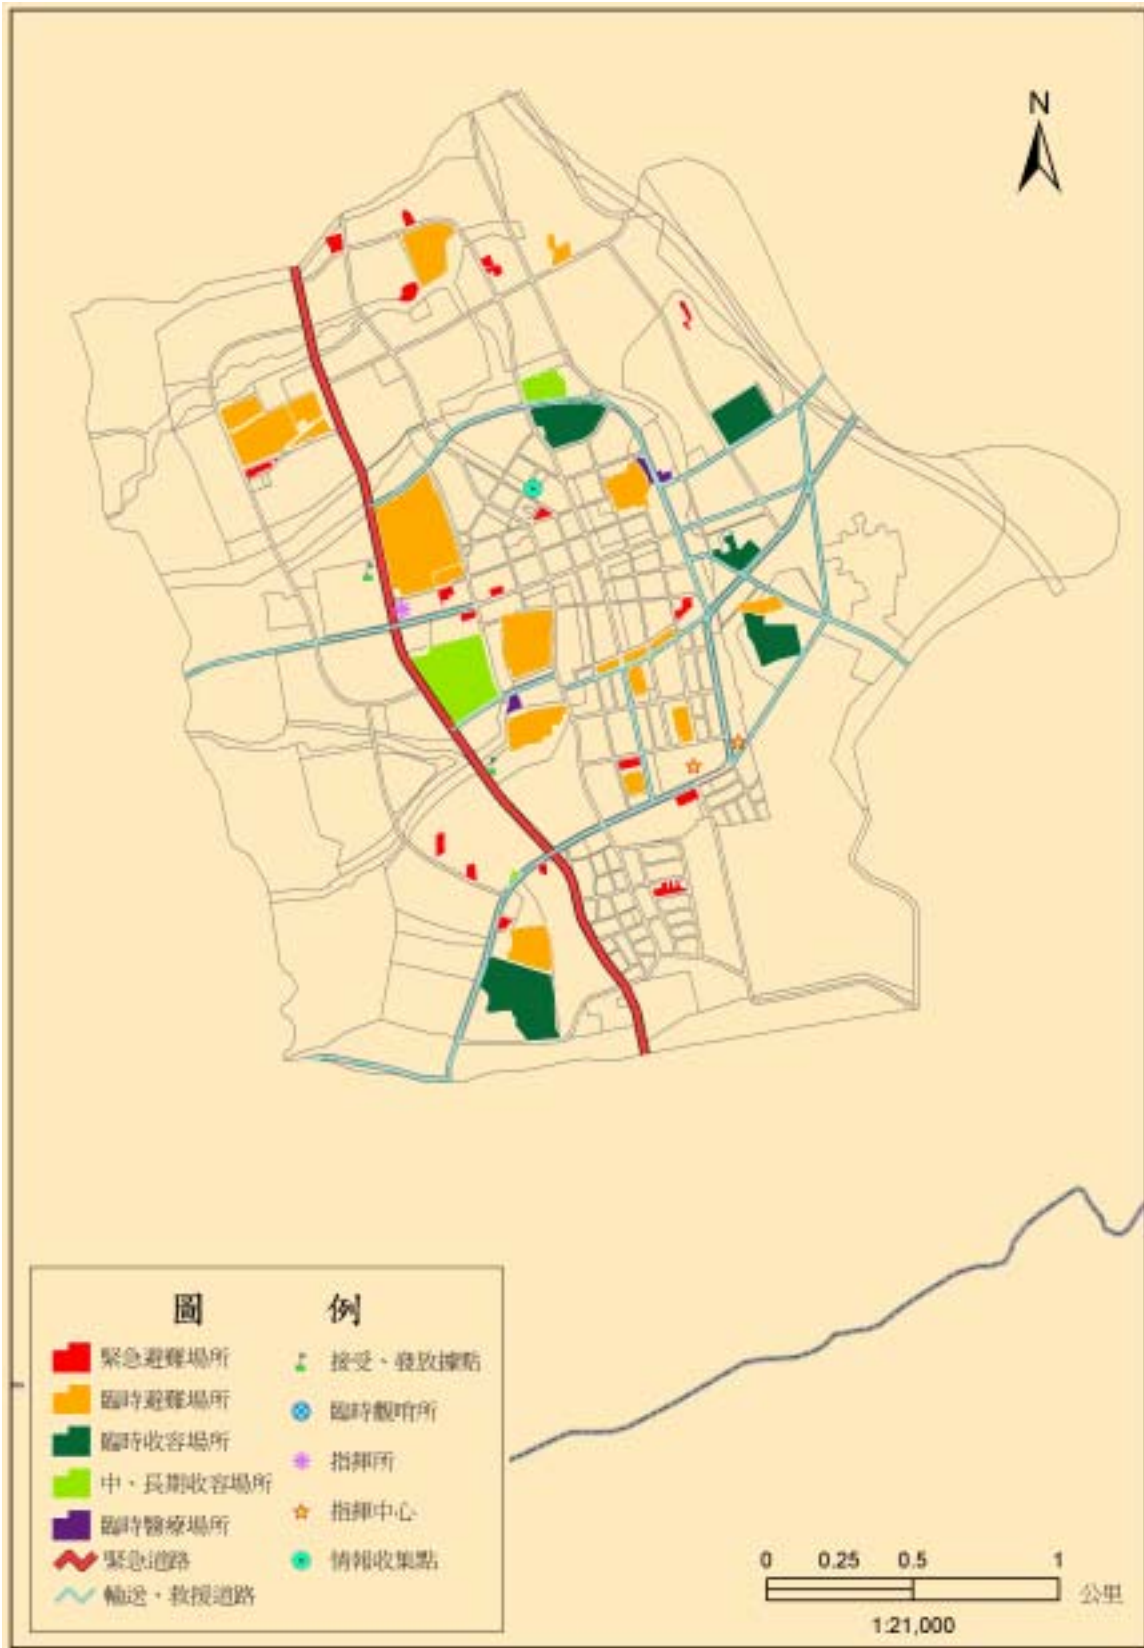 N
圖 例
緊急避難場所
臨時避難場所
臨時收容場所
中、長期收容場所
臨時醫療場所
緊急道路
輸送、救援道路
接受、發放據點
臨時觀哨所
指揮所
指揮中心
情報收集點
0 0.25 0.5 1
公里
1:21,000